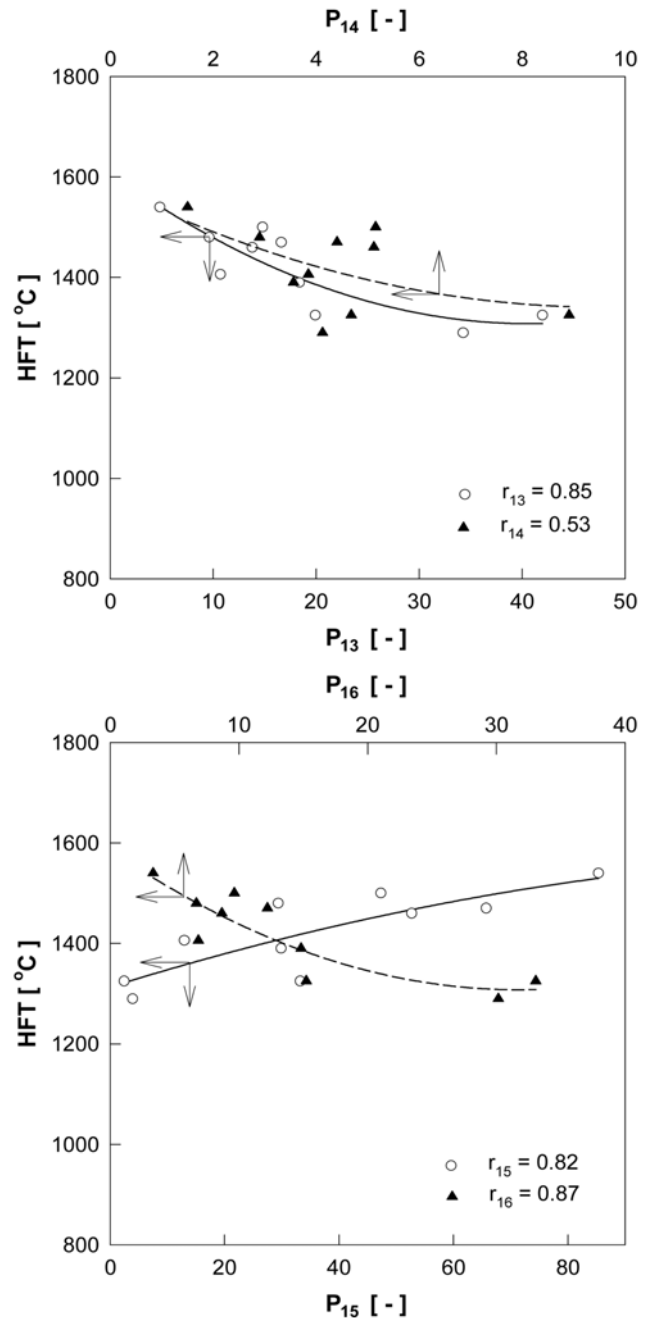 P₁₄ [ - ]
0 2 4 6 8 10
1800
1600
1400
1200
1000
800
HFT [ °C]
r₁₃ = 0.85
r₁₄ = 0.53
0 10 20 30 40 50
P₁₃ [ - ]
P₁₆ [ - ]
0 10 20 30 40
1800
1600
1400
1200
1000
800
HFT [ °C]
r₁₅ = 0.82
r₁₆ = 0.87
0 20 40 60 80
P₁₅ [ - ]